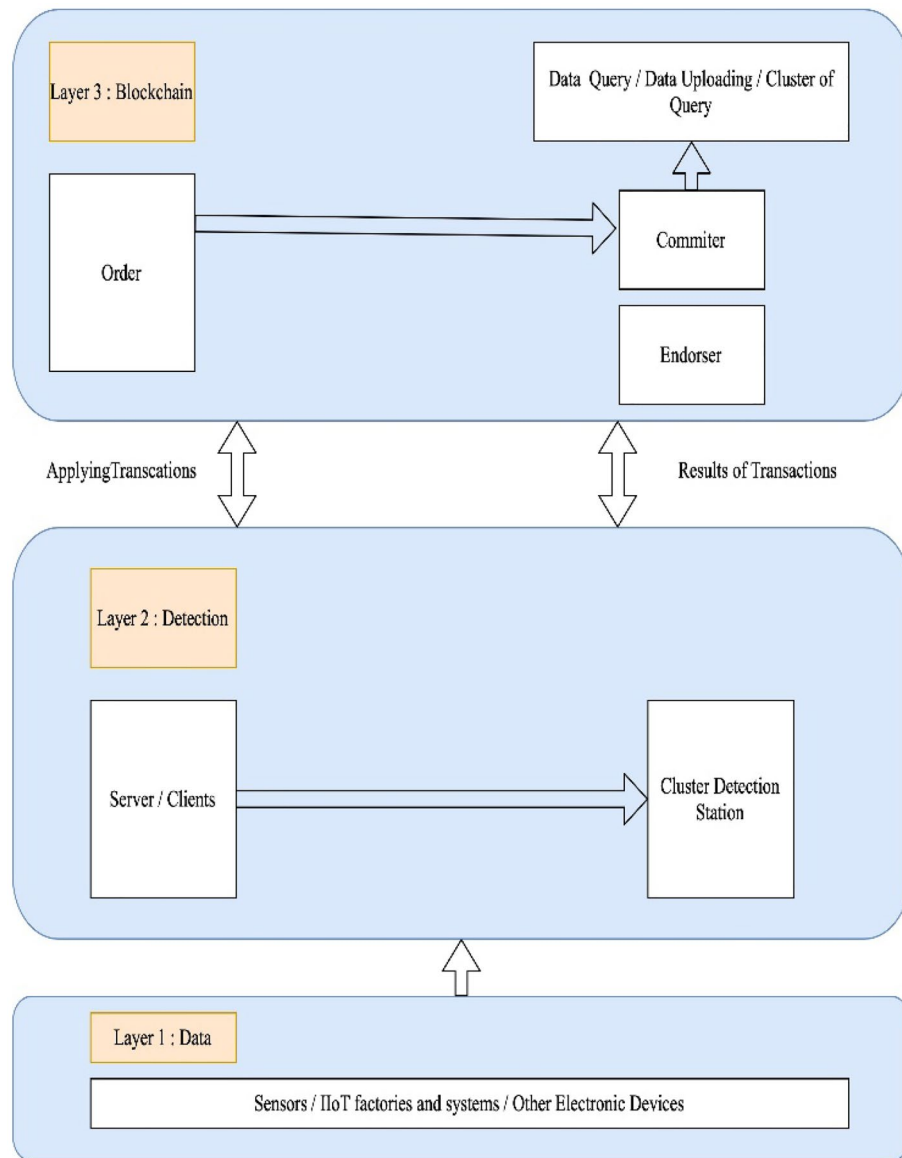 Layer 3 : Blockchain
Data Query / Data Uploading / Cluster of
Query
Order
Commiter
Endorser
ApplyingTranscations
Results of Transactions
Layer 2 : Detection
Server / Clients
Cluster Detection
Station
Layer 1 : Data
Sensors / IIoT factories and systems / Other Electronic Devices